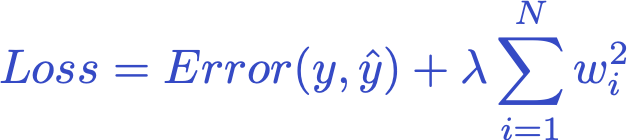 Loss = Error(y, ŷ) + λ ∑_{i=1}^{N} w_i^2